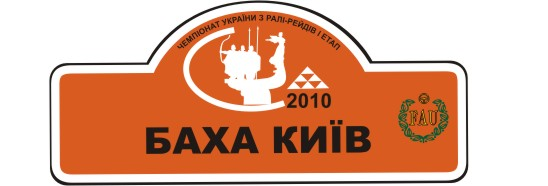 ЧЕМПІОНАТ УКРАЇНИ З РАЛІ-РЕЙДІВ І ЕТАП
2010
БАХА КИЇВ
FAU